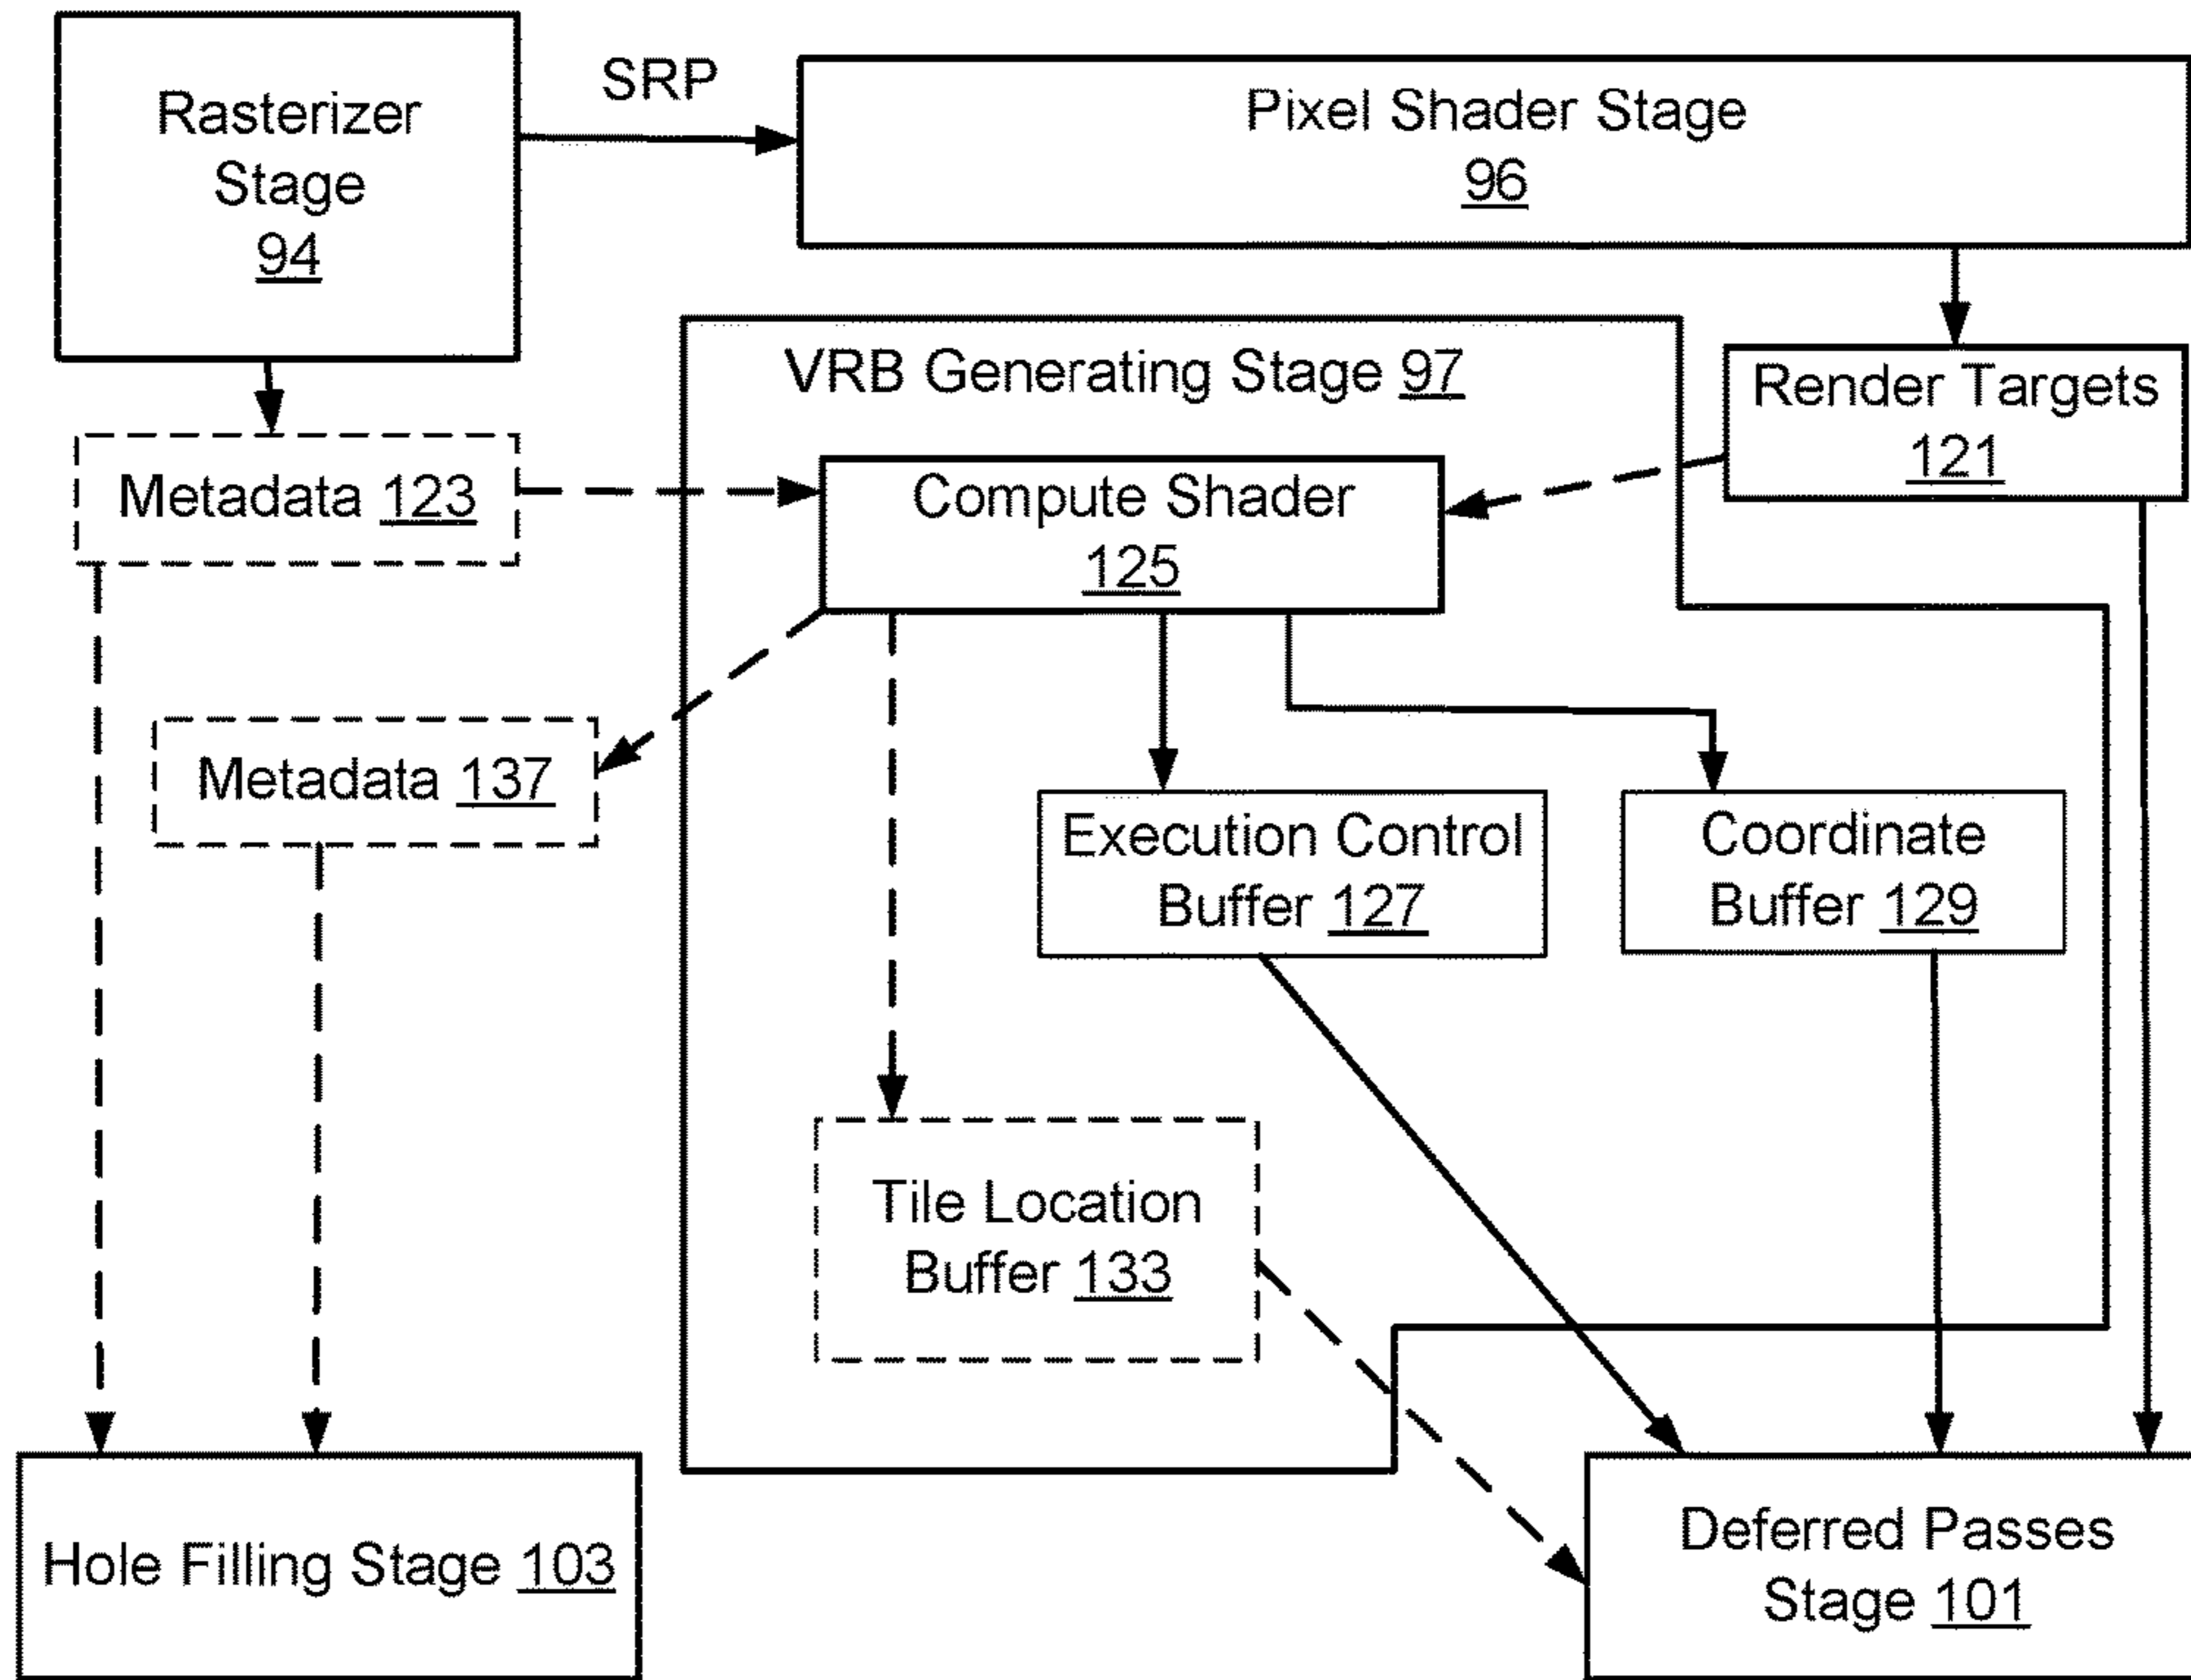 Rasterizer
Stage
94
SRP
Pixel Shader Stage
96
VRB Generating Stage 97
Render Targets
121
Metadata 123
Compute Shader
125
Metadata 137
Execution Control
Buffer 127
Coordinate
Buffer 129
Tile Location
Buffer 133
Hole Filling Stage 103
Deferred Passes
Stage 101